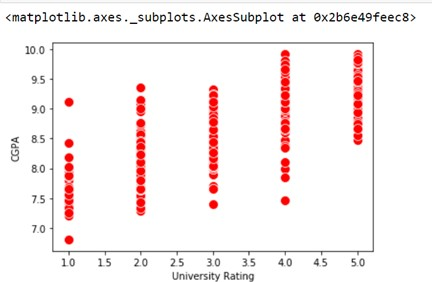 <matplotlib.axes._subplots.AxesSubplot at 0x2b6e49feec8>
10.0
9.5
9.0
8.5
8.0
7.5
7.0
CGPA
1.0 1.5 2.0 2.5 3.0 3.5 4.0 4.5 5.0
University Rating